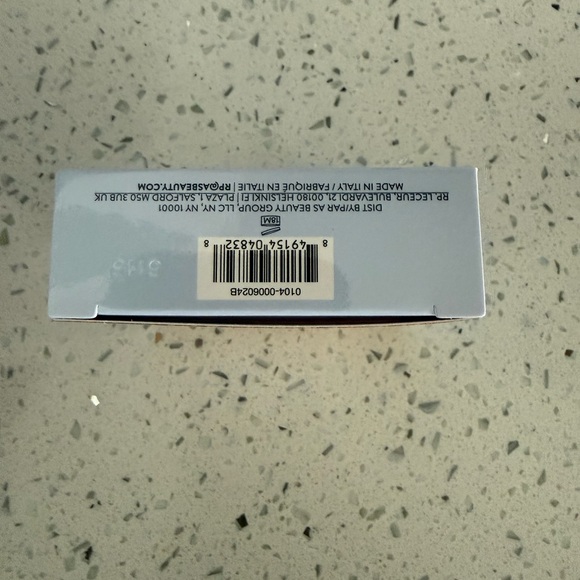 0104-0006024B
8 49154 04832 8
18M
DIST BY/PAR AS BEAUTY GROUP, LLC NY, NY 10001
RP. LECEUR, BULEVARDI 21, 00180 HELSINKI EI | PLAZA 1 SALFORD M50 3UB UK
MADE IN ITALY / FABRIQUÉ EN ITALIE | RP@ASBEAUTY.COM